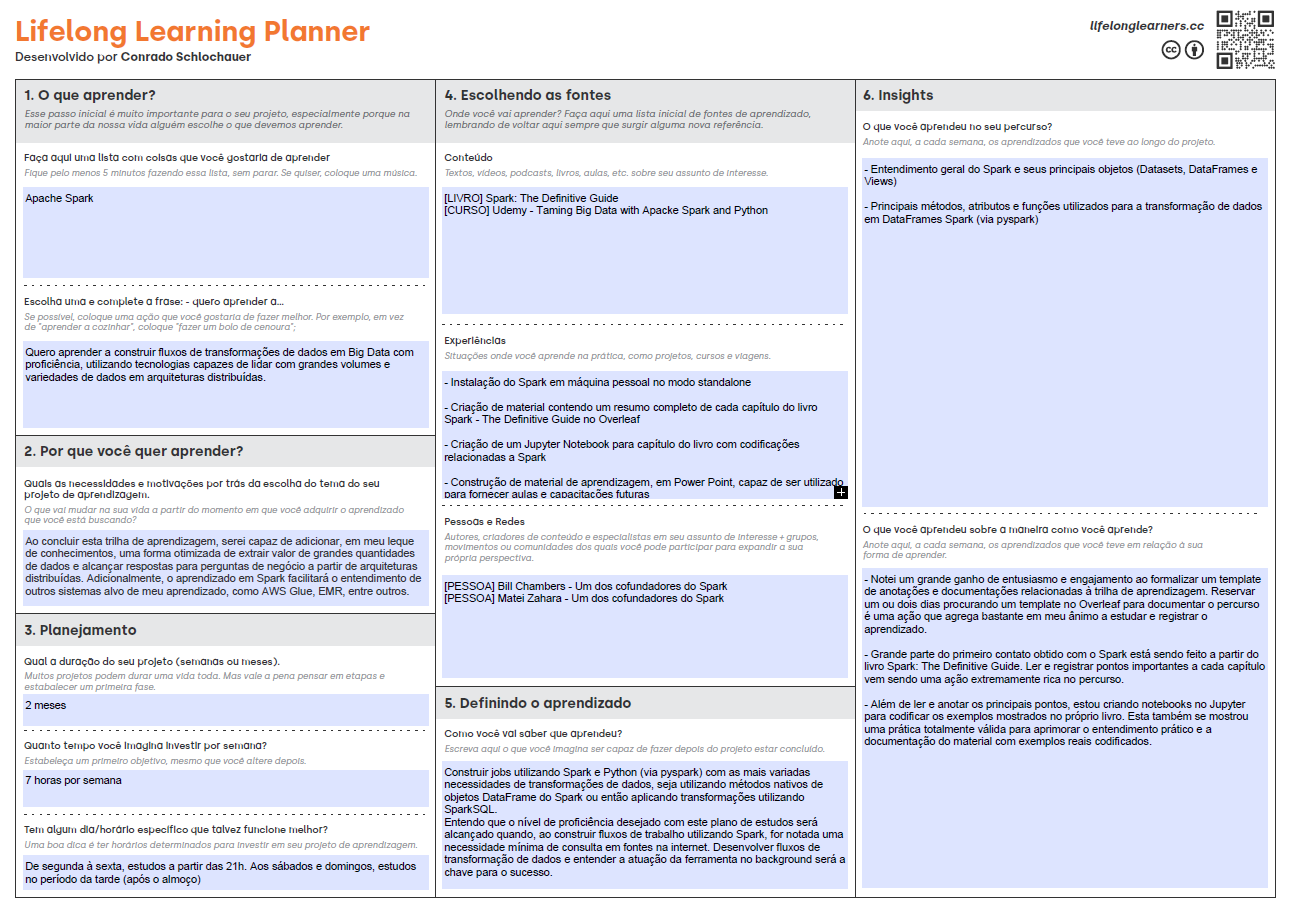 Lifelong Learning Planner
Desenvolvido por Conrado Schlochauer
lifelonglearners.cc
cc
1. O que aprender?
Esse passo inicial é muito importante para o seu projeto, especialmente porque na
maior parte da nossa vida alguém escolhe o que devemos aprender.
Faça aqui uma lista com coisas que você gostaria de aprender
Fique pelo menos 5 minutos fazendo essa lista, sem parar. Se quiser, coloque uma música.
Apache Spark
Escolha uma e complete a frase: - quero aprender a...
Se possível, coloque uma ação que você gostaria de fazer melhor. Por exemplo, em vez
de "aprender a cozinhar", coloque "fazer um bolo de cenoura";
Quero aprender a construir fluxos de transformações de dados em Big Data com
proficiência, utilizando tecnologias capazes de lidar com grandes volumes e
variedades de dados em arquiteturas distribuídas.
2. Por que você quer aprender?
Quais as necessidades e motivações por trás da escolha do tema do seu
projeto de aprendizagem.
O que vai mudar na sua vida a partir do momento em que você adquirir o aprendizado
que você está buscando?
Ao concluir esta trilha de aprendizagem, serei capaz de adicionar, em meu leque
de conhecimentos, uma forma otimizada de extrair valor de grandes quantidades
de dados e alcançar respostas para perguntas de negócio a partir de arquiteturas
distribuídas. Adicionalmente, o aprendizado em Spark facilitará o entendimento de
outros sistemas alvo de meu aprendizado, como AWS Glue, EMR, entre outros.
3. Planejamento
Qual a duração do seu projeto (semanas ou meses).
Muitos projetos podem durar uma vida toda. Mas vale a pena pensar em etapas e
estabelecer um primeira fase.
2 meses
Quanto tempo você imagina investir por semana?
Estabeleça um primeiro objetivo, mesmo que você altere depois.
7 horas por semana
Tem algum dia/horário específico que talvez funcione melhor?
Uma boa dica é ter horários determinados para investir em seu projeto de aprendizagem.
De segunda à sexta, estudos a partir das 21h. Aos sábados e domingos, estudos
no período da tarde (após o almoço)
4. Escolhendo as fontes
Onde você vai aprender? Faça aqui uma lista inicial de fontes de aprendizado,
lembrando de voltar aqui sempre que surgir alguma nova referência.
Conteúdo
Textos, vídeos, podcasts, livros, aulas, etc. sobre seu assunto de interesse.
[LIVRO] Spark: The Definitive Guide
[CURSO] Udemy - Taming Big Data with Apacke Spark and Python
Experiências
Situações onde você aprende na prática, como projetos, cursos e viagens.
- Instalação do Spark em máquina pessoal no modo standalone
- Criação de material contendo um resumo completo de cada capítulo do livro
Spark - The Definitive Guide no Overleaf
- Criação de um Jupyter Notebook para capítulo do livro com codificações
relacionadas a Spark
- Construção de material de aprendizagem, em Power Point, capaz de ser utilizado
para fornecer aulas e capacitações futuras
Pessoas e Redes
Autores, criadores de conteúdo e especialistas em seu assunto de interesse + grupos,
movimentos ou comunidades dos quais você pode participar para expandir a sua
própria perspectiva.
[PESSOA] Bill Chambers - Um dos cofundadores do Spark
[PESSOA] Matei Zahara - Um dos cofundadores do Spark
5. Definindo o aprendizado
Como você vai saber que aprendeu?
Escreva aqui o que você imagina ser capaz de fazer depois do projeto estar concluído.
Construir jobs utilizando Spark e Python (via pyspark) com as mais variadas
necessidades de transformações de dados, seja utilizando métodos nativos de
objetos DataFrame do Spark ou então aplicando transformações utilizando
SparkSQL.
Entendo que o nível de proficiência desejado com este plano de estudos será
alcançado quando, ao construir fluxos de trabalho utilizando Spark, for notada uma
necessidade mínima de consulta em fontes na internet. Desenvolver fluxos de
transformação de dados e entender a atuação da ferramenta no background será a
chave para o sucesso.
6. Insights
O que você aprendeu no seu percurso?
Anote aqui, a cada semana, os aprendizados que você teve ao longo do projeto.
- Entendimento geral do Spark e seus principais objetos (Datasets, DataFrames e
Views)
- Principais métodos, atributos e funções utilizados para a transformação de dados
em DataFrames Spark (via pyspark)
O que você aprendeu sobre a maneira como você aprende?
Anote aqui, a cada semana, os aprendizados que você teve em relação à sua
forma de aprender.
- Notei um grande ganho de entusiasmo e engajamento ao formalizar um template
de anotações e documentações relacionadas à trilha de aprendizagem. Reservar
um ou dois dias procurando um template no Overleaf para documentar o percurso
é uma ação que agrega bastante em meu ânimo a estudar e registrar o
aprendizado.
- Grande parte do primeiro contato obtido com o Spark está sendo feito a partir do
livro Spark: The Definitive Guide. Ler e registrar pontos importantes a cada capítulo
vem sendo uma ação extremamente rica no percurso.
- Além de ler e anotar os principais pontos, estou criando notebooks no Jupyter
para codificar os exemplos mostrados no próprio livro. Esta também se mostrou
uma prática totalmente válida para aprimorar o entendimento prático e a
documentação do material com exemplos reais codificados.